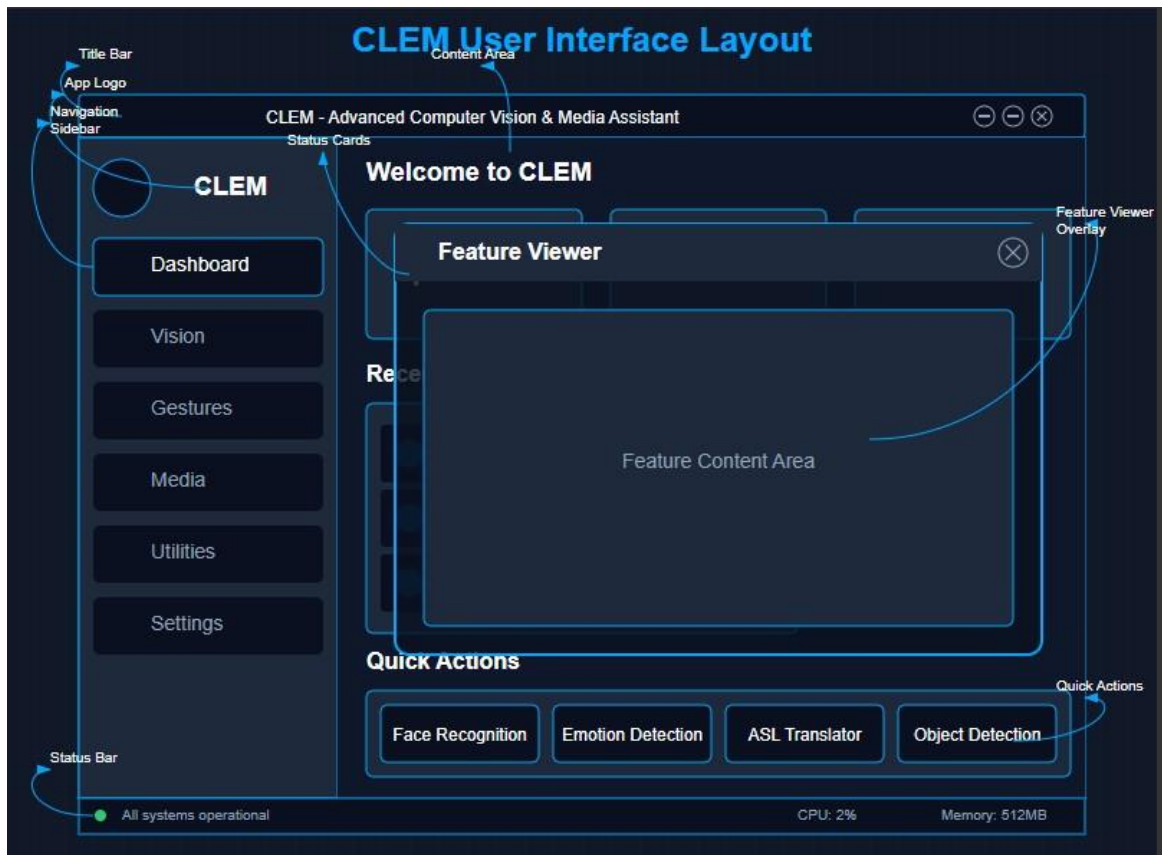 CLEM User Interface Layout
Title Bar
Content Area
App Logo
Navigation
Sidebar
CLEM - Advanced Computer Vision & Media Assistant
Status Cards
CLEM
Welcome to CLEM
Feature Viewer
Overlay
Feature Viewer
Dashboard
Vision
Gestures
Media
Utilities
Settings
Rece
Feature Content Area
Quick Actions
Quick Actions
Face Recognition
Emotion Detection
ASL Translator
Object Detection
Status Bar
All systems operational
CPU: 2%
Memory: 512MB